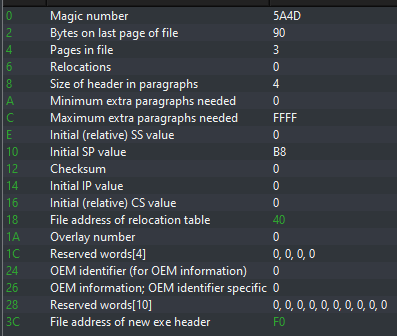 0 Magic number 5A4D
2 Bytes on last page of file 90
4 Pages in file 3
6 Relocations 0
8 Size of header in paragraphs 4
A Minimum extra paragraphs needed 0
C Maximum extra paragraphs needed FFFF
E Initial (relative) SS value 0
10 Initial SP value B8
12 Checksum 0
14 Initial IP value 0
16 Initial (relative) CS value 0
18 File address of relocation table 40
1A Overlay number 0
1C Reserved words[4] 0, 0, 0, 0
24 OEM identifier (for OEM information) 0
26 OEM information; OEM identifier specific 0
28 Reserved words[10] 0, 0, 0, 0, 0, 0, 0, 0, 0, 0
3C File address of new exe header F0